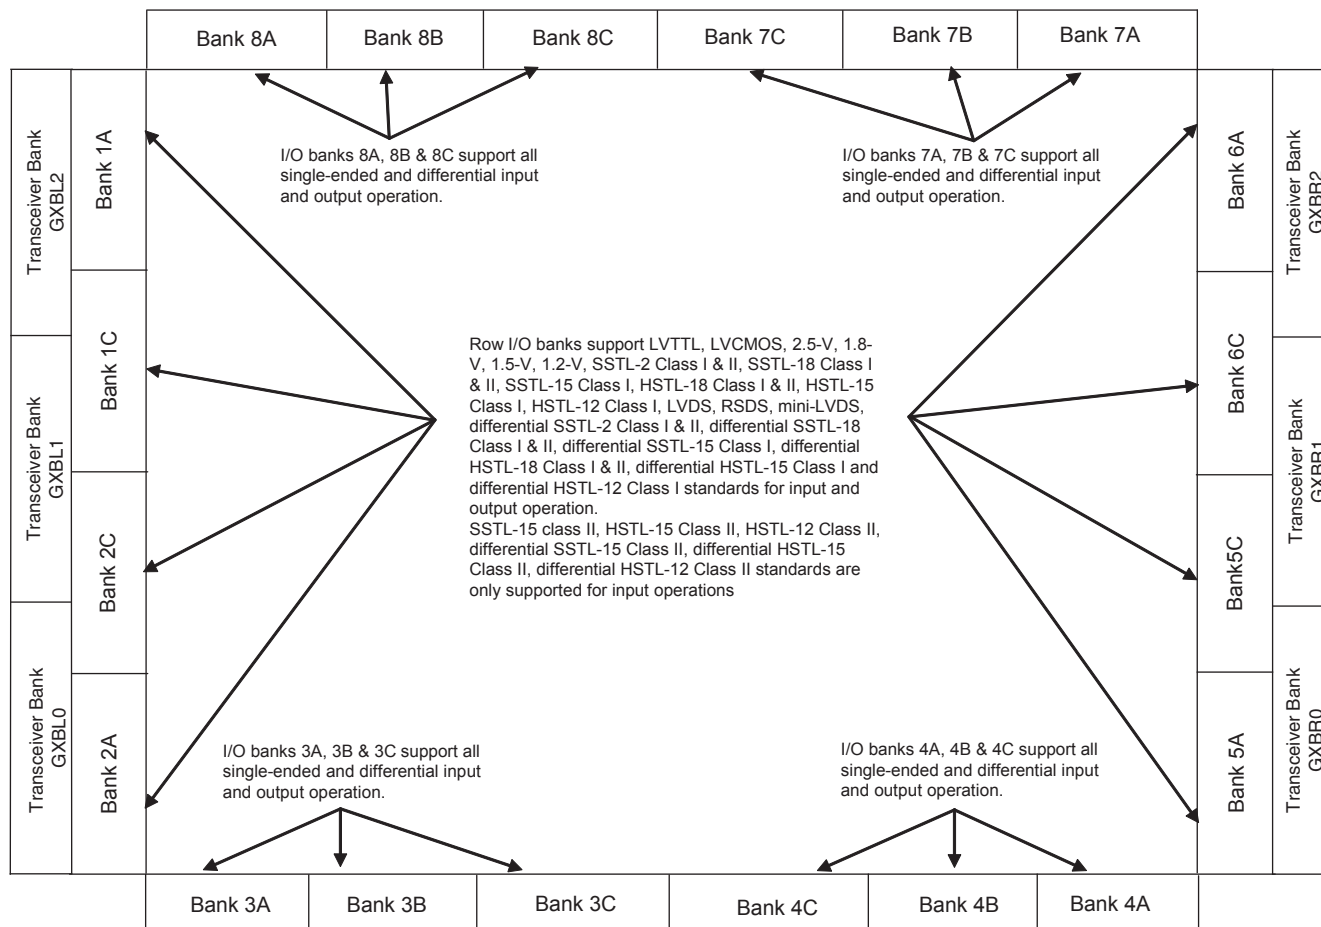 Bank 8A
Bank 8B
Bank 8C
Bank 7C
Bank 7B
Bank 7A
Transceiver Bank
GXBL2
Bank 1A
I/O banks 8A, 8B & 8C support all
single-ended and differential input
and output operation.
I/O banks 7A, 7B & 7C support all
single-ended and differential input
and output operation.
Bank 6A
Transceiver Bank
GXBR2
Transceiver Bank
GXBL1
Bank 1C
Bank 2C
Row I/O banks support LVTTL, LVCMOS, 2.5-V, 1.8-
V, 1.5-V, 1.2-V, SSTL-2 Class I & II, SSTL-18 Class I
& II, SSTL-15 Class I, HSTL-18 Class I & II, HSTL-15
Class I, HSTL-12 Class I, LVDS, RSDS, mini-LVDS,
differential SSTL-2 Class I & II, differential SSTL-18
Class I & II, differential SSTL-15 Class I, differential
HSTL-18 Class I & II, differential HSTL-15 Class I and
differential HSTL-12 Class I standards for input and
output operation.
SSTL-15 class II, HSTL-15 Class II, HSTL-12 Class II,
differential SSTL-15 Class II, differential HSTL-15
Class II, differential HSTL-12 Class II standards are
only supported for input operations
Bank 6C
Bank5C
Transceiver Bank
GXBR1
Transceiver Bank
GXBL0
Bank 2A
I/O banks 3A, 3B & 3C support all
single-ended and differential input
and output operation.
I/O banks 4A, 4B & 4C support all
single-ended and differential input
and output operation.
Bank 5A
Transceiver Bank
GXBR0
Bank 3A
Bank 3B
Bank 3C
Bank 4C
Bank 4B
Bank 4A